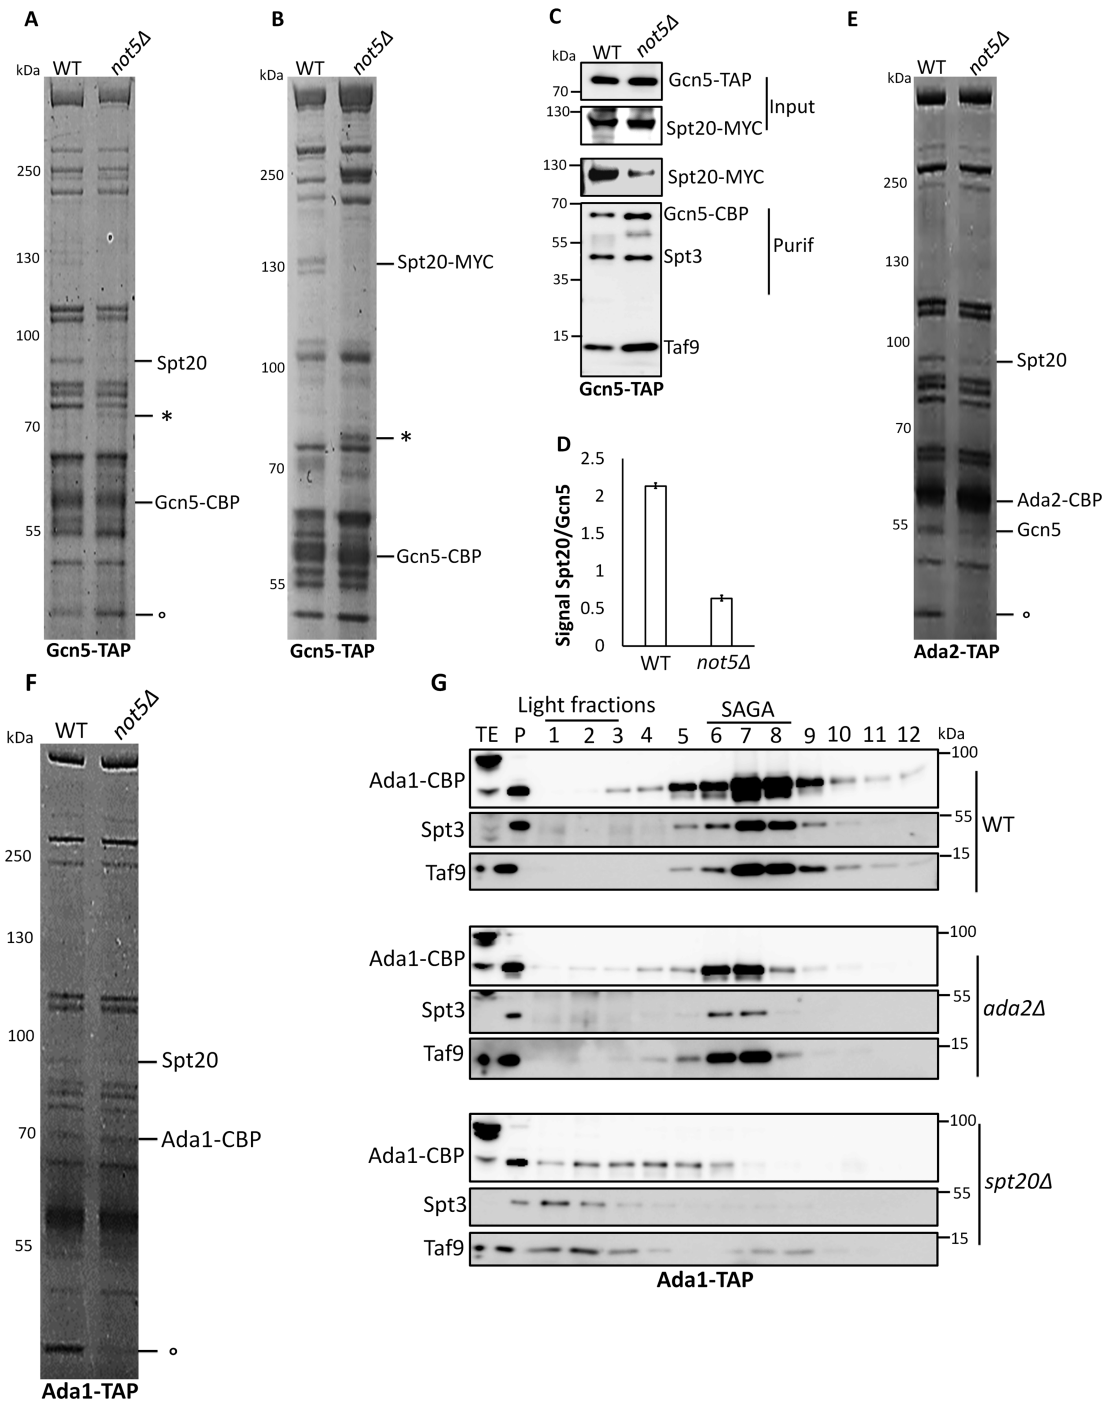 A
WT not5Δ
kDa
250
130
100
70
55
Spt20
*
Gcn5-CBP
°
Gcn5-TAP
B
WT not5Δ
kDa
250
130
100
70
55
Spt20-MYC
*
Gcn5-CBP
Gcn5-TAP
C
WT not5Δ
kDa
70
Gcn5-TAP
130
Spt20-MYC
Input
130
Spt20-MYC
70
Gcn5-CBP
55
Spt3
35
15
Taf9
Purif
Gcn5-TAP
D
Signal Spt20/Gcn5
2.5
2
1.5
1
0.5
0
WT not5Δ
E
WT not5Δ
kDa
250
130
100
70
55
Spt20
Ada2-CBP
Gcn5
°
Ada2-TAP
F
WT not5Δ
kDa
250
130
100
70
55
Spt20
Ada1-CBP
°
Ada1-TAP
G
Light fractions SAGA
TE P 1 2 3 4 5 6 7 8 9 10 11 12 kDa
Ada1-CBP 100
Spt3 55
Taf9 15
WT
Ada1-CBP 100
Spt3 55
Taf9 15
ada2Δ
Ada1-CBP 100
Spt3 55
Taf9 15
spt20Δ
Ada1-TAP